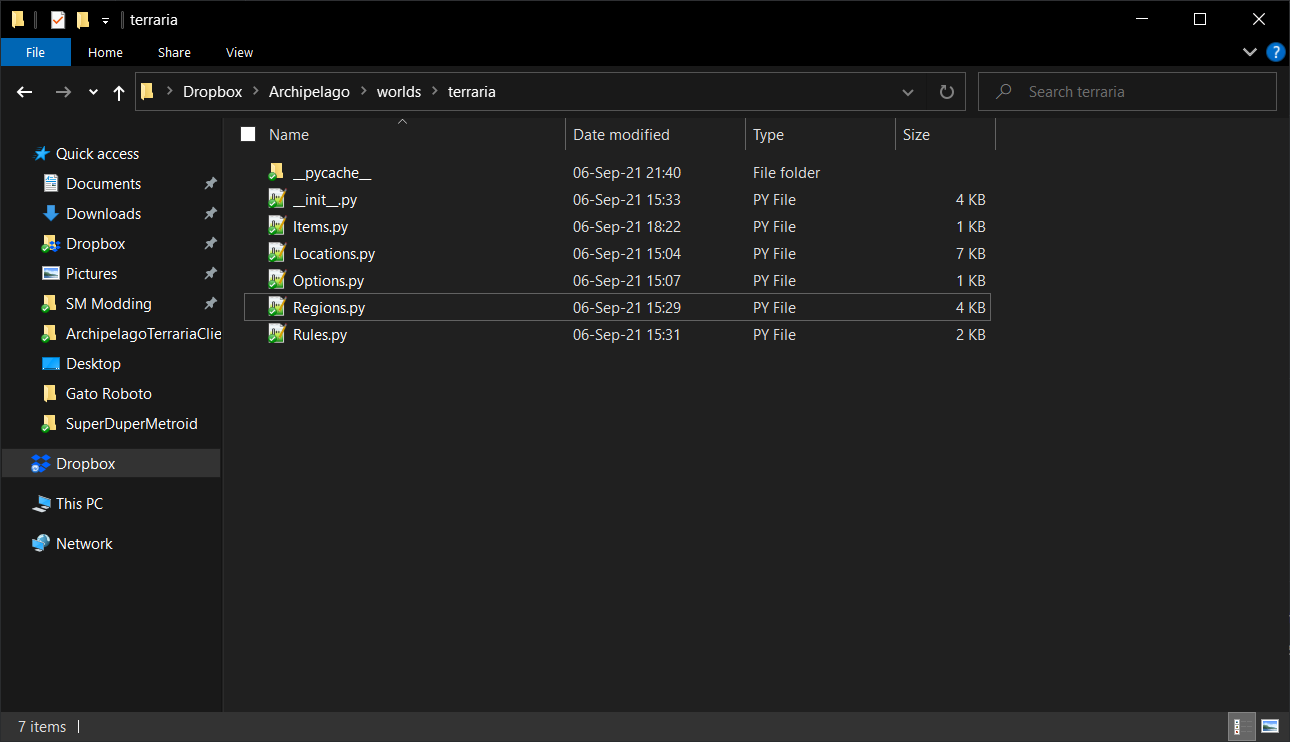 terraria
File Home Share View
Dropbox Archipelago worlds terraria Search terraria
Name Date modified Type Size
Quick access
Documents
Downloads
Dropbox
Pictures
SM Modding
ArchipelagoTerrariaClie
Desktop
Gato Roboto
SuperDuperMetroid
Dropbox
This PC
Network
__pycache__ 06-Sep-21 21:40 File folder
__init__.py 06-Sep-21 15:33 PY File 4 KB
Items.py 06-Sep-21 18:22 PY File 1 KB
Locations.py 06-Sep-21 15:04 PY File 7 KB
Options.py 06-Sep-21 15:07 PY File 1 KB
Regions.py 06-Sep-21 15:29 PY File 4 KB
Rules.py 06-Sep-21 15:31 PY File 2 KB
7 items